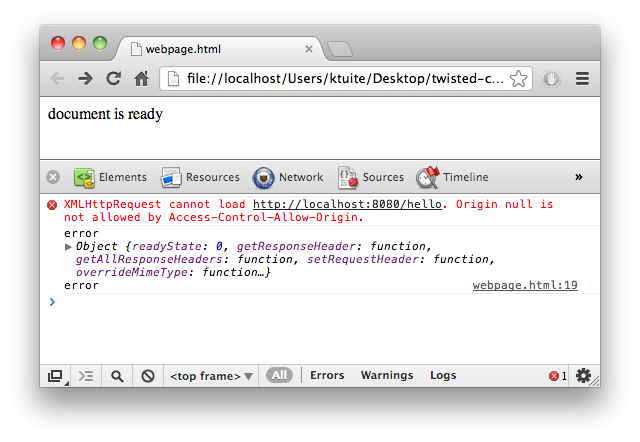 webpage.html
file://localhost/Users/ktuite/Desktop/twisted-c...
document is ready
Elements Resources Network Sources Timeline »
XMLHttpRequest cannot load http://localhost:8080/hello. Origin null is
not allowed by Access-Control-Allow-Origin.
error
Object {readyState: 0, getResponseHeader: function,
getAllResponseHeaders: function, setRequestHeader: function,
overrideMimeType: function…}
error webpage.html:19
<top frame> All Errors Warnings Logs 1